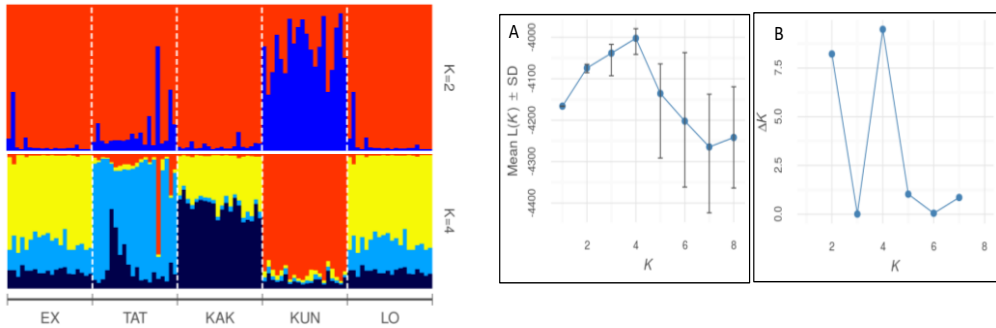 K=2
K=4
EX TAT KAK KUN LO
A
Mean L(K) ± SD
-4000
-4100
-4200
-4300
-4400
2 4 6 8
K
B
ΔK
7.5
5.0
2.5
0.0
2 4 6 8
K